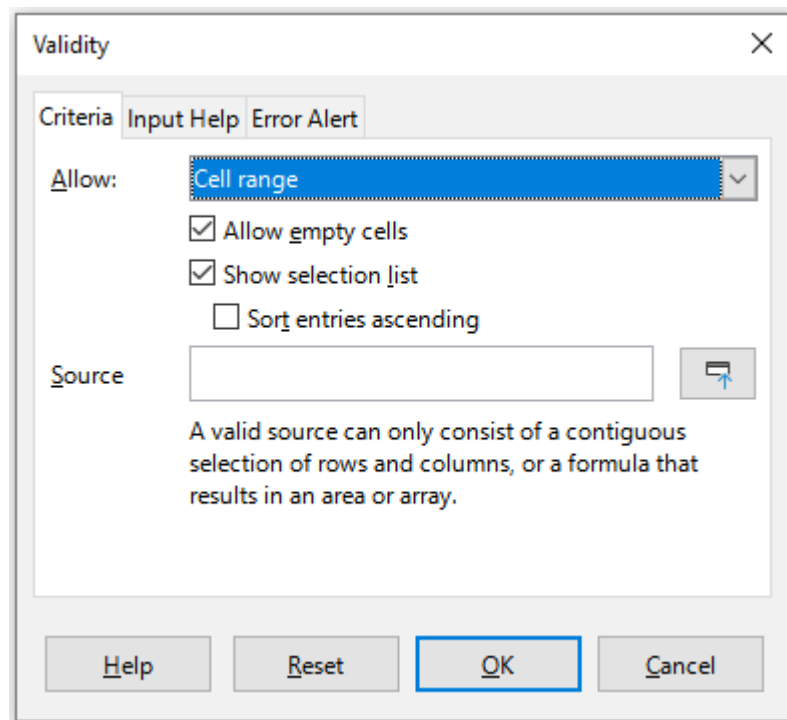 Validity
Criteria Input Help Error Alert
Allow: Cell range
Allow empty cells
Show selection list
Sort entries ascending
Source
A valid source can only consist of a contiguous
selection of rows and columns, or a formula that
results in an area or array.
Help Reset OK Cancel